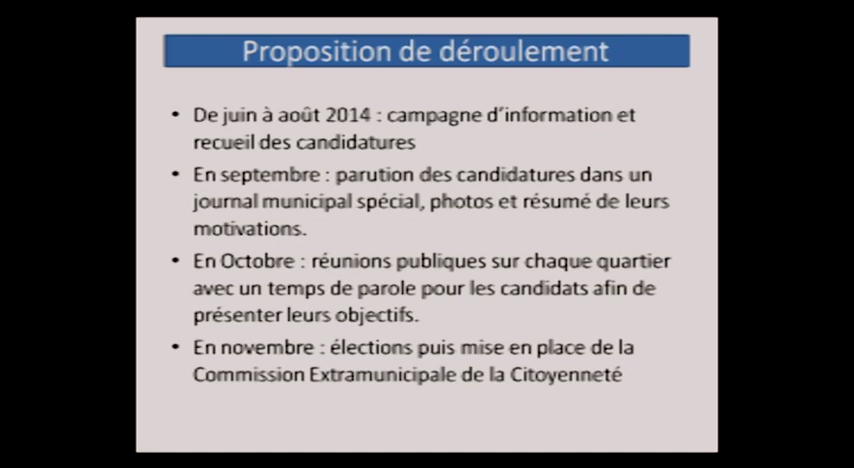 Proposition de déroulement
• De juin à août 2014 : campagne d'information et
recueil des candidatures
• En septembre : parution des candidatures dans un
journal municipal spécial, photos et résumé de leurs
motivations.
• En Octobre : réunions publiques sur chaque quartier
avec un temps de parole pour les candidats afin de
présenter leurs objectifs.
• En novembre : élections puis mise en place de la
Commission Extramunicipale de la Citoyenneté